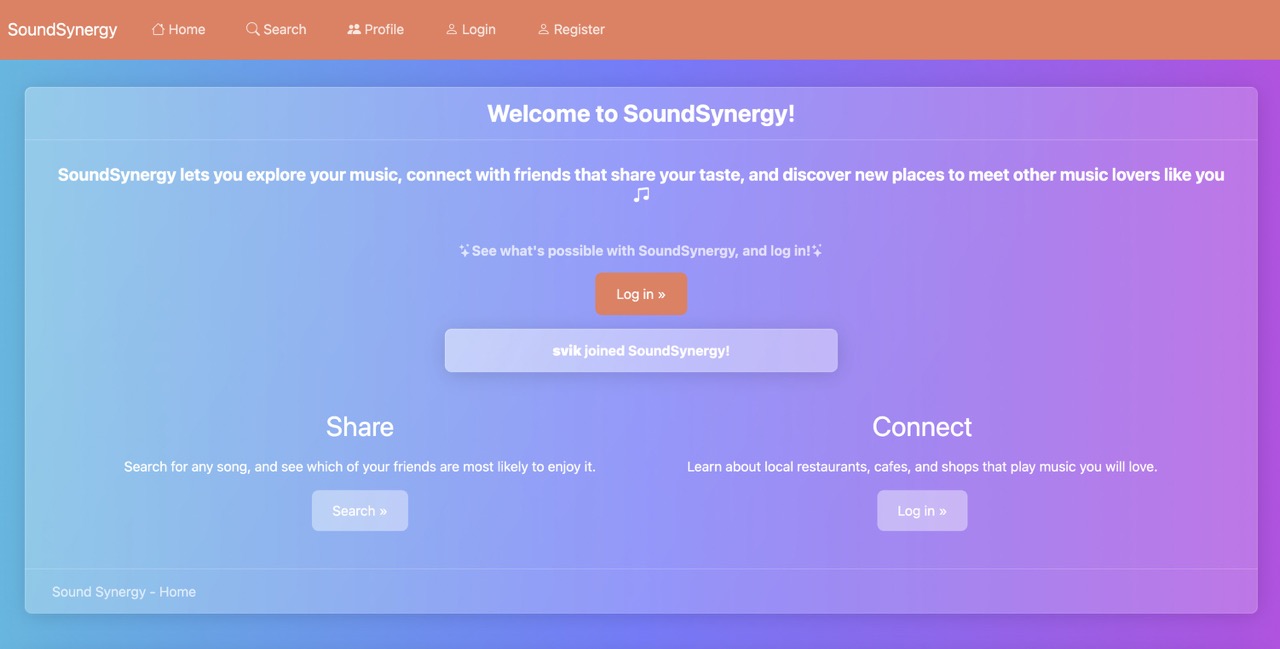 SoundSynergy Home Search Profile Login Register
Welcome to SoundSynergy!
SoundSynergy lets you explore your music, connect with friends that share your taste, and discover new places to meet other music lovers like you
See what's possible with SoundSynergy, and log in!
Log in »
svik joined SoundSynergy!
Share
Search for any song, and see which of your friends are most likely to enjoy it.
Search »
Connect
Learn about local restaurants, cafes, and shops that play music you will love.
Log in »
Sound Synergy - Home